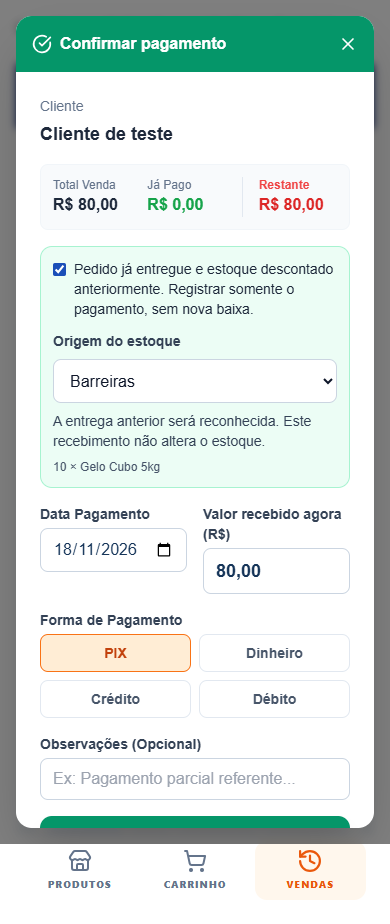 Confirmar pagamento
Cliente
Cliente de teste
Total Venda Já Pago Restante
R$ 80,00 R$ 0,00 R$ 80,00
Pedido já entregue e estoque descontado
anteriormente. Registrar somente o
pagamento, sem nova baixa.
Origem do estoque
Barreiras
A entrega anterior será reconhecida. Este
recebimento não altera o estoque.
10 × Gelo Cubo 5kg
Data Pagamento
18/11/2026
Valor recebido agora
(R$)
80,00
Forma de Pagamento
PIX Dinheiro
Crédito Débito
Observações (Opcional)
Ex: Pagamento parcial referente...
PRODUTOS CARRINHO VENDAS